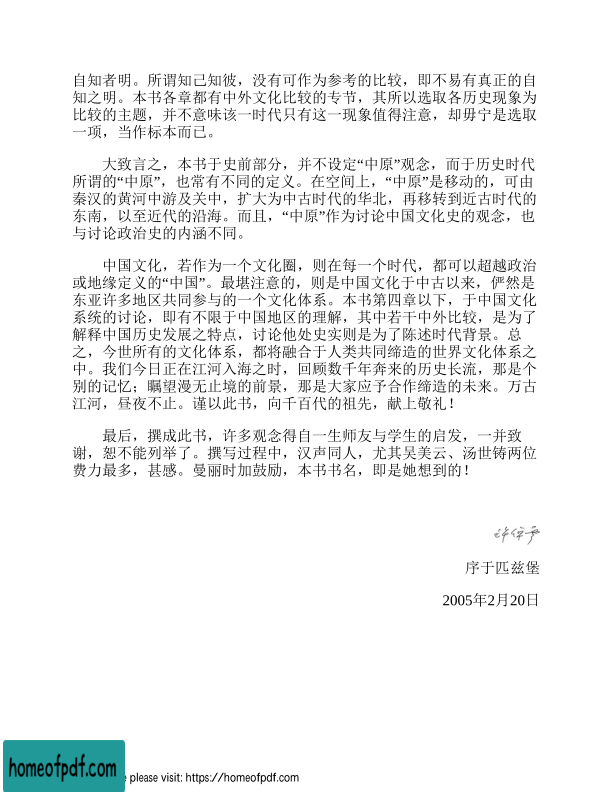 自知者明。所谓知己知彼，没有可作为参考的比较，即不易有真正的自
知之明。本书各章都有中外文化比较的专节，其所以选取各历史现象为
比较的主题，并不意味该一时代只有这一现象值得注意，却毋宁是选取
一项，当作标本而已。
大致言之，本书于史前部分，并不设定“中原”观念，而于历史时代
所谓的“中原”，也常有不同的定义。在空间上，“中原”是移动的，可由
秦汉的黄河中游及关中，扩大为中古时代的华北，再移转到近古时代的
东南，以至近代的沿海。而且，“中原”作为讨论中国文化史的观念，也
与讨论政治史的内涵不同。
中国文化，若作为一个文化圈，则在每一个时代，都可以超越政治
或地缘定义的“中国”。最堪注意的，则是中国文化于中古以来，俨然是
东亚许多地区共同参与的一个文化体系。本书第四章以下，于中国文化
系统的讨论，即有不限于中国地区的理解，其中若干中外比较，是为了
解释中国历史发展之特点，讨论他处史实则是为了陈述时代背景。总
之，今世所有的文化体系，都将融合于人类共同缔造的世界文化体系之
中。我们今日正在江河入海之时，回顾数千年奔来的历史长流，那是个
别的记忆；瞩望漫无止境的前景，那是大家应予合作缔造的未来。万古
江河，昼夜不止。谨以此书，向千百代的祖先，献上敬礼！
最后，撰成此书，许多观念得自一生师友与学生的启发，一并致
谢，恕不能列举了。撰写过程中，汉声同人，尤其吴美云、汤世铸两位
费力最多，甚感。曼丽时加鼓励，本书书名，即是她想到的！
许倬云
序于匹兹堡
2005年2月20日
homeofpdf.com
please visit: https://homeofpdf.com